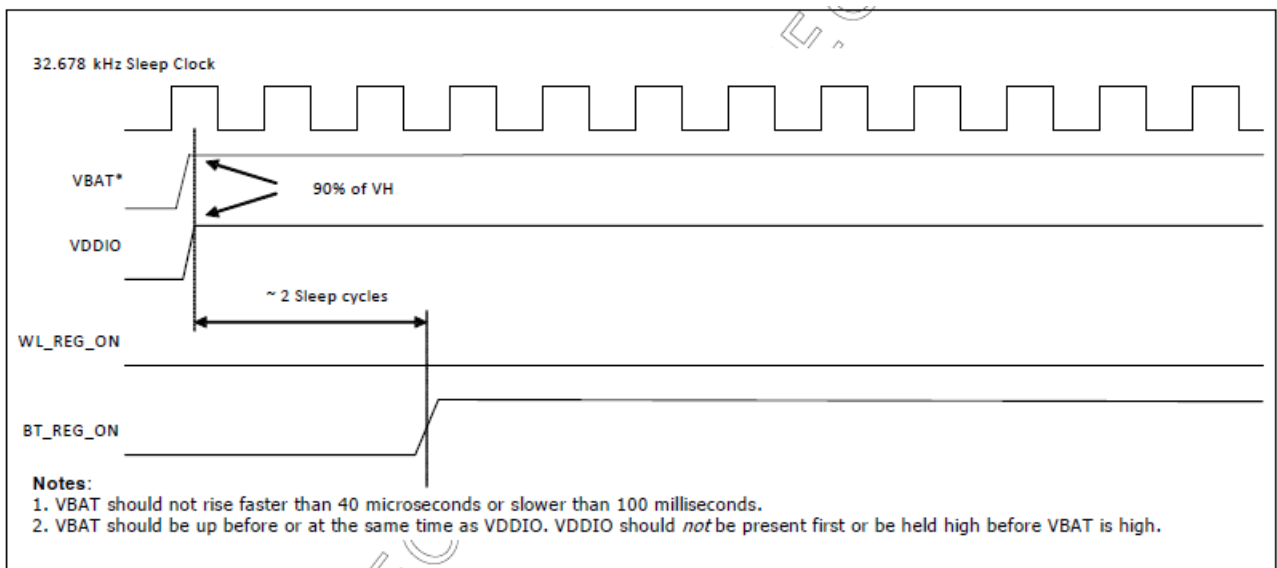 32.678 kHz Sleep Clock
VBAT*
90% of VH
VDDIO
~ 2 Sleep cycles
WL_REG_ON
BT_REG_ON
Notes:
1. VBAT should not rise faster than 40 microseconds or slower than 100 milliseconds.
2. VBAT should be up before or at the same time as VDDIO. VDDIO should not be present first or be held high before VBAT is high.